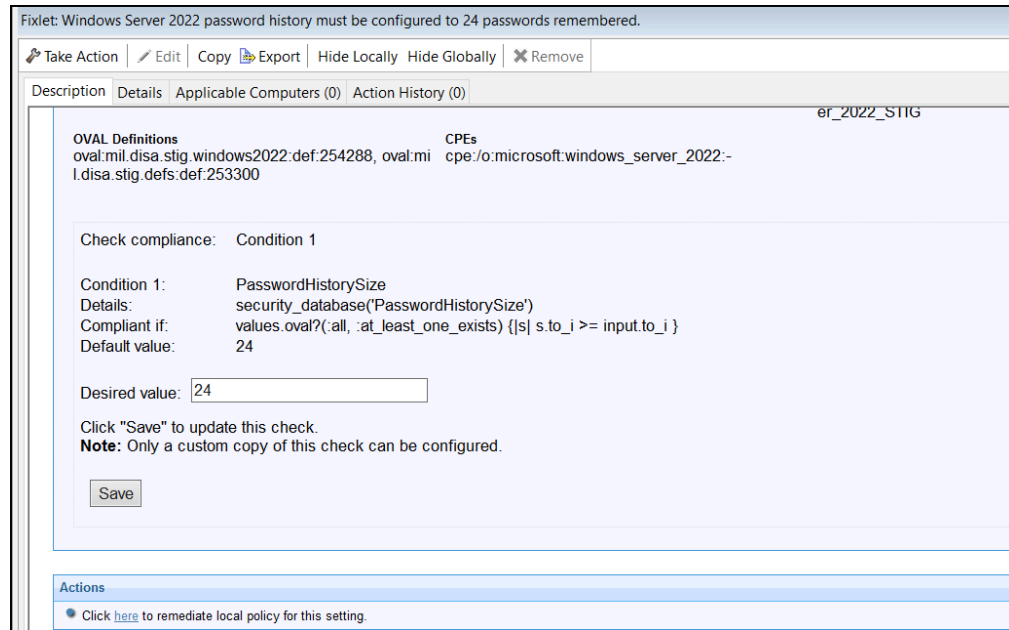 Fixlet: Windows Server 2022 password history must be configured to 24 passwords remembered.
Take Action Edit Copy Export Hide Locally Hide Globally Remove
Description Details Applicable Computers (0) Action History (0)
er_2022_STIG
OVAL Definitions CPEs
oval:mil.disa.stig.windows2022:def:254288, oval:mi cpe:/o:microsoft:windows_server_2022:-
l.disa.stig.defs:def:253300
Check compliance: Condition 1
Condition 1: PasswordHistorySize
Details: security_database('PasswordHistorySize')
Compliant if: values.oval?(:all, :at_least_one_exists) {|s| s.to_i >= input.to_i }
Default value: 24
Desired value: 24
Click "Save" to update this check.
Note: Only a custom copy of this check can be configured.
Save
Actions
Click here to remediate local policy for this setting.